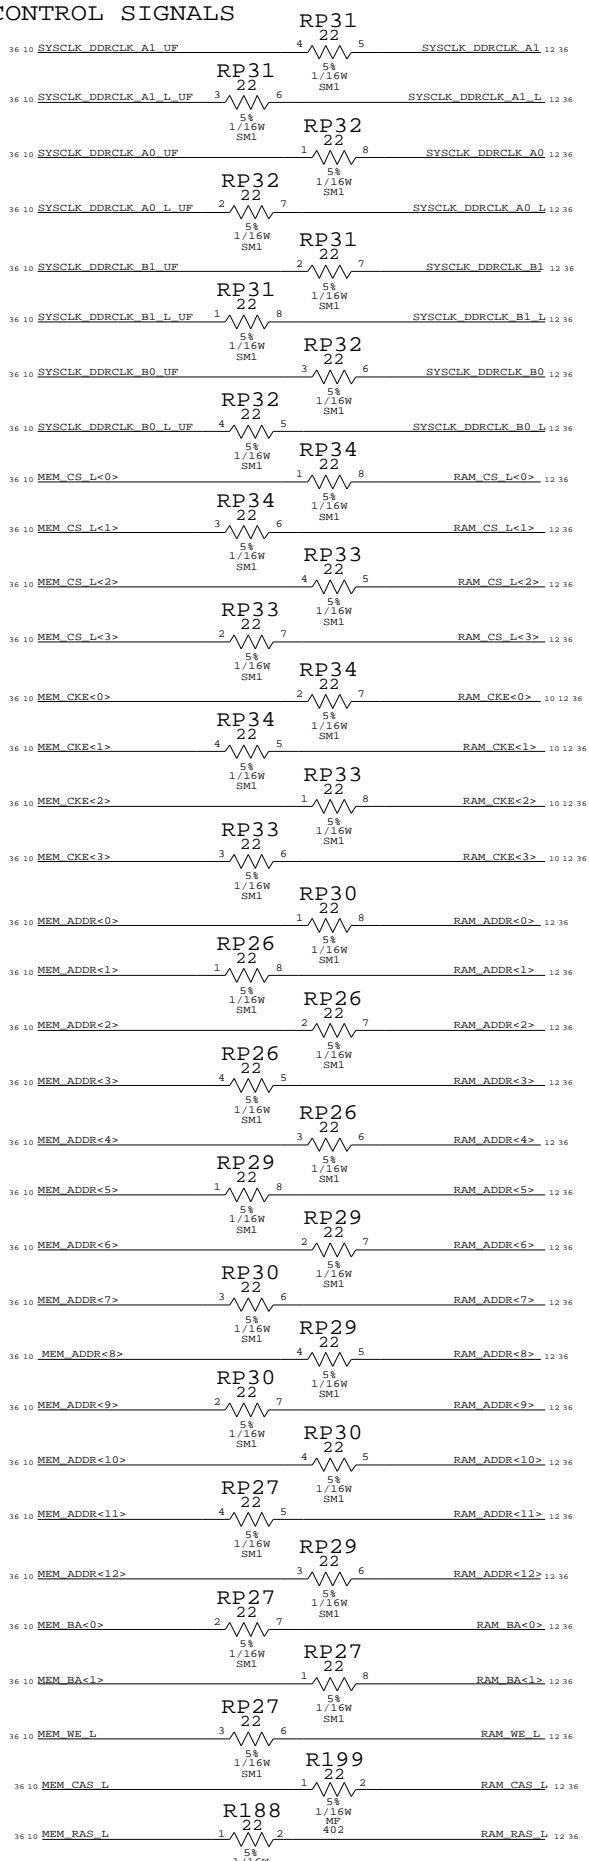 CONTROL SIGNALS
RP31
22
36 10 SYSCLK_DDRCLK_A1_UF 4 5 SYSCLK_DDRCLK_A1 12 36
5%
1/16W
SM1
RP31
22
36 10 SYSCLK_DDRCLK_A1_L_UF 3 6 SYSCLK_DDRCLK_A1_L 12 36
5%
1/16W
SM1
RP32
22
36 10 SYSCLK_DDRCLK_A0_UF 1 8 SYSCLK_DDRCLK_A0 12 36
5%
1/16W
SM1
RP32
22
36 10 SYSCLK_DDRCLK_A0_L_UF 2 7 SYSCLK_DDRCLK_A0_L 12 36
5%
1/16W
SM1
RP31
22
36 10 SYSCLK_DDRCLK_B1_UF 2 7 SYSCLK_DDRCLK_B1 12 36
5%
1/16W
SM1
RP31
22
36 10 SYSCLK_DDRCLK_B1_L_UF 1 8 SYSCLK_DDRCLK_B1_L 12 36
5%
1/16W
SM1
RP32
22
36 10 SYSCLK_DDRCLK_B0_UF 3 6 SYSCLK_DDRCLK_B0 12 36
5%
1/16W
SM1
RP32
22
36 10 SYSCLK_DDRCLK_B0_L_UF 4 5 SYSCLK_DDRCLK_B0_L 12 36
5%
1/16W
SM1
RP34
22
36 10 MEM_CS_L<0> 1 8 RAM_CS_L<0> 12 36
5%
1/16W
SM1
RP34
22
36 10 MEM_CS_L<1> 3 6 RAM_CS_L<1> 12 36
5%
1/16W
SM1
RP33
22
36 10 MEM_CS_L<2> 4 5 RAM_CS_L<2> 12 36
5%
1/16W
SM1
RP33
22
36 10 MEM_CS_L<3> 2 7 RAM_CS_L<3> 12 36
5%
1/16W
SM1
RP34
22
36 10 MEM_CKE<0> 2 7 RAM_CKE<0> 10 12 36
5%
1/16W
SM1
RP34
22
36 10 MEM_CKE<1> 4 5 RAM_CKE<1> 10 12 36
5%
1/16W
SM1
RP33
22
36 10 MEM_CKE<2> 1 8 RAM_CKE<2> 10 12 36
5%
1/16W
SM1
RP33
22
36 10 MEM_CKE<3> 3 6 RAM_CKE<3> 10 12 36
5%
1/16W
SM1
RP30
22
36 10 MEM_ADDR<0> 1 8 RAM_ADDR<0> 12 36
5%
1/16W
SM1
RP26
22
36 10 MEM_ADDR<1> 1 8 RAM_ADDR<1> 12 36
5%
1/16W
SM1
RP26
22
36 10 MEM_ADDR<2> 2 7 RAM_ADDR<2> 12 36
5%
1/16W
SM1
RP26
22
36 10 MEM_ADDR<3> 4 5 RAM_ADDR<3> 12 36
5%
1/16W
SM1
RP26
22
36 10 MEM_ADDR<4> 3 6 RAM_ADDR<4> 12 36
5%
1/16W
SM1
RP29
22
36 10 MEM_ADDR<5> 1 8 RAM_ADDR<5> 12 36
5%
1/16W
SM1
RP29
22
36 10 MEM_ADDR<6> 2 7 RAM_ADDR<6> 12 36
5%
1/16W
SM1
RP30
22
36 10 MEM_ADDR<7> 3 6 RAM_ADDR<7> 12 36
5%
1/16W
SM1
RP29
22
36 10 MEM_ADDR<8> 4 5 RAM_ADDR<8> 12 36
5%
1/16W
SM1
RP30
22
36 10 MEM_ADDR<9> 2 7 RAM_ADDR<9> 12 36
5%
1/16W
SM1
RP30
22
36 10 MEM_ADDR<10> 4 5 RAM_ADDR<10> 12 36
5%
1/16W
SM1
RP27
22
36 10 MEM_ADDR<11> 4 5 RAM_ADDR<11> 12 36
5%
1/16W
SM1
RP29
22
36 10 MEM_ADDR<12> 3 6 RAM_ADDR<12> 12 36
5%
1/16W
SM1
RP27
22
36 10 MEM_BA<0> 2 7 RAM_BA<0> 12 36
5%
1/16W
SM1
RP27
22
36 10 MEM_BA<1> 1 8 RAM_BA<1> 12 36
5%
1/16W
SM1
RP27
22
36 10 MEM_WE_L 3 6 RAM_WE_L 12 36
5%
1/16W
SM1
R199
22
36 10 MEM_CAS_L 1 2 RAM_CAS_L 12 36
5%
1/16W
MF
402
R188
22
36 10 MEM_RAS_L 1 2 RAM_RAS_L 12 36
5%
1/16W